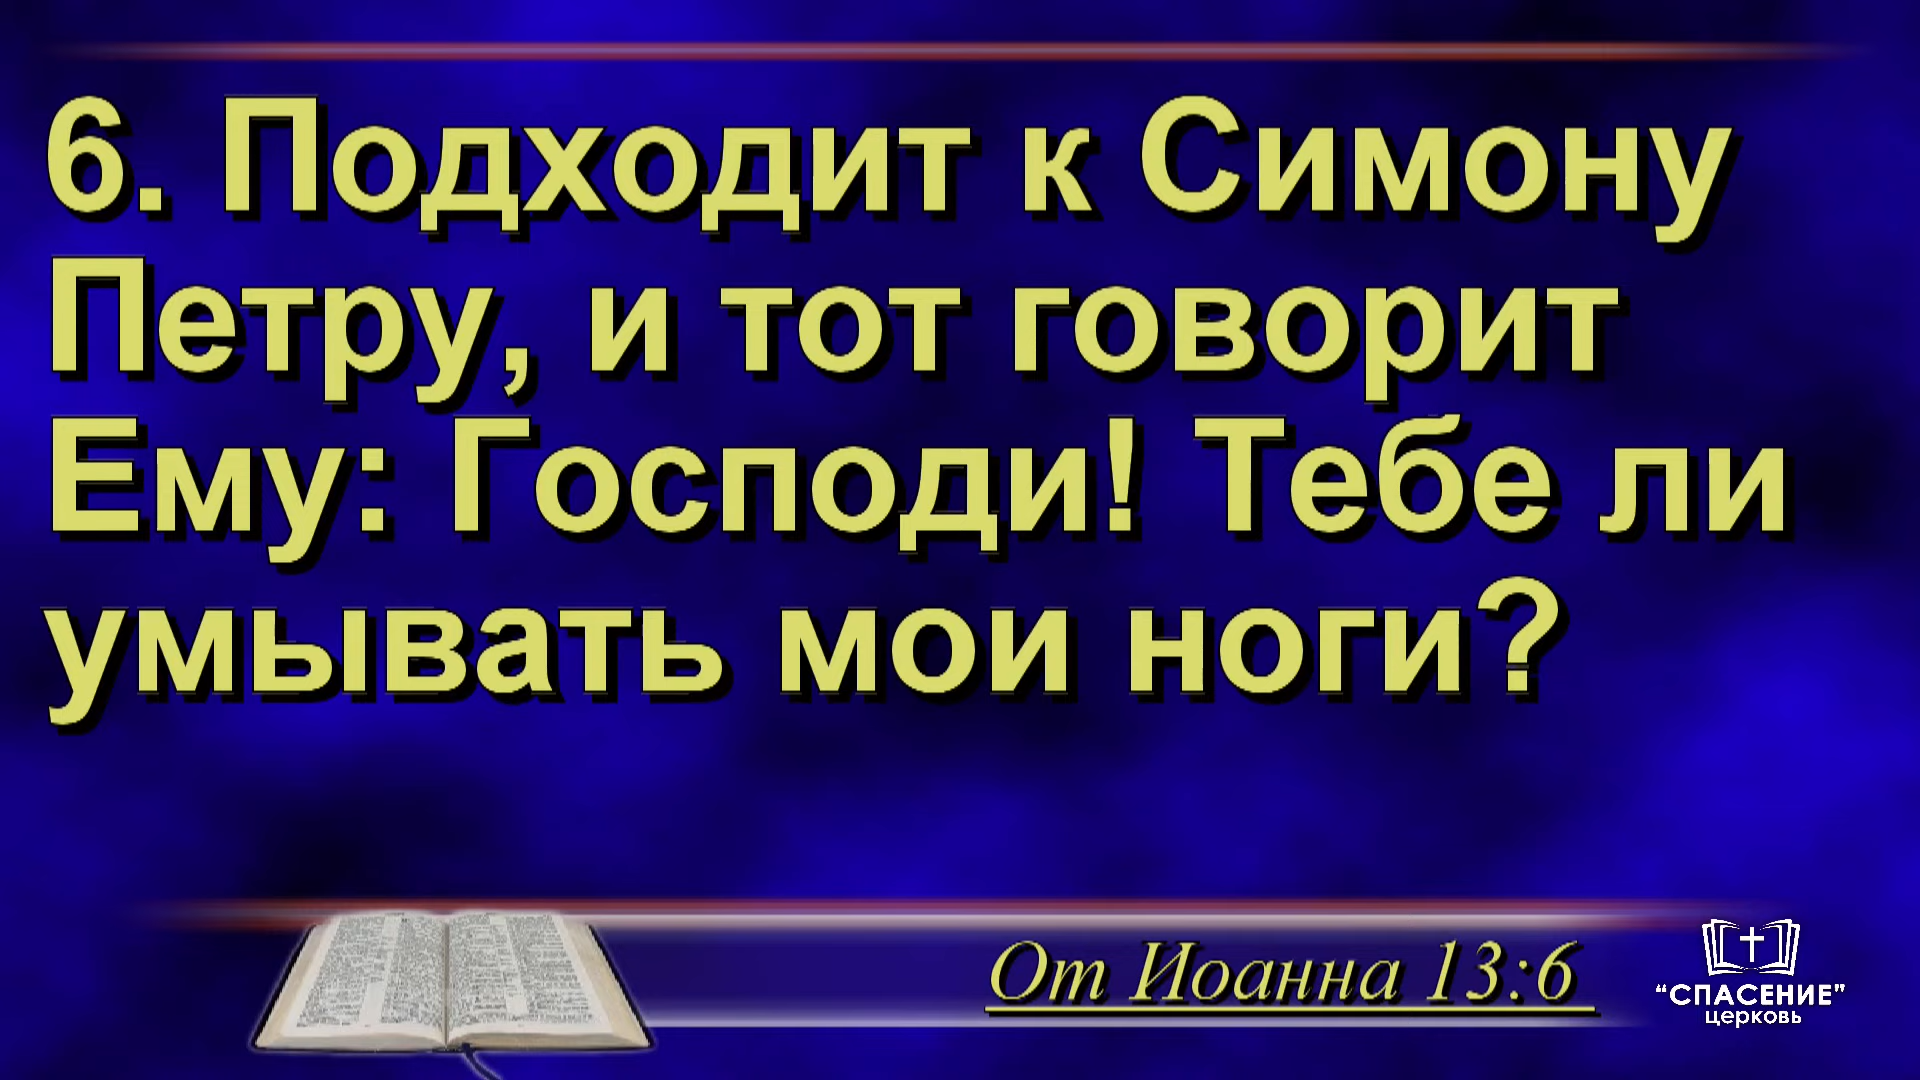 6. Подходит к Симону
Петру, и тот говорит
Ему: Господи! Тебе ли
умывать мои ноги?
От Иоанна 13:6
“СПАСЕНИЕ”
церковь